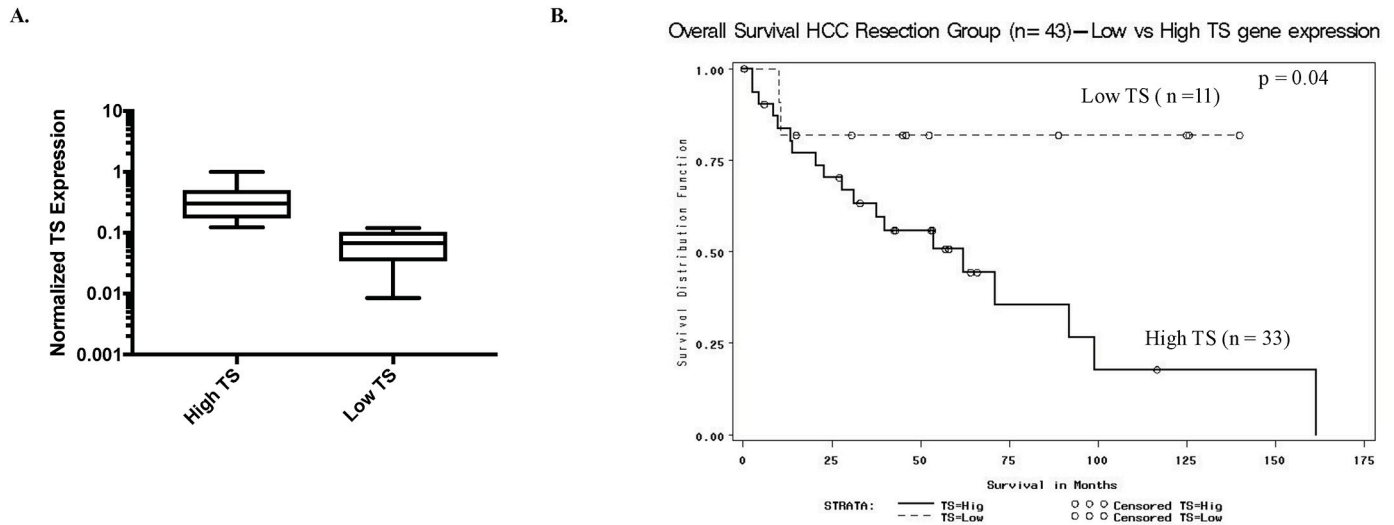 A.
Normalized TS Expression
10
1
0.1
0.01
0.001
High TS
Low TS
B.
Overall Survival HCC Resection Group (n= 43)—Low vs High TS gene expression
Survival Distribution Function
1.00
0.75
0.50
0.25
0.00
p = 0.04
Low TS ( n =11)
High TS (n = 33)
0 25 50 75 100 125 150 175
Survival in Months
STRATA: TS=Hig Censored TS=Hig
TS=Low Censored TS=Low